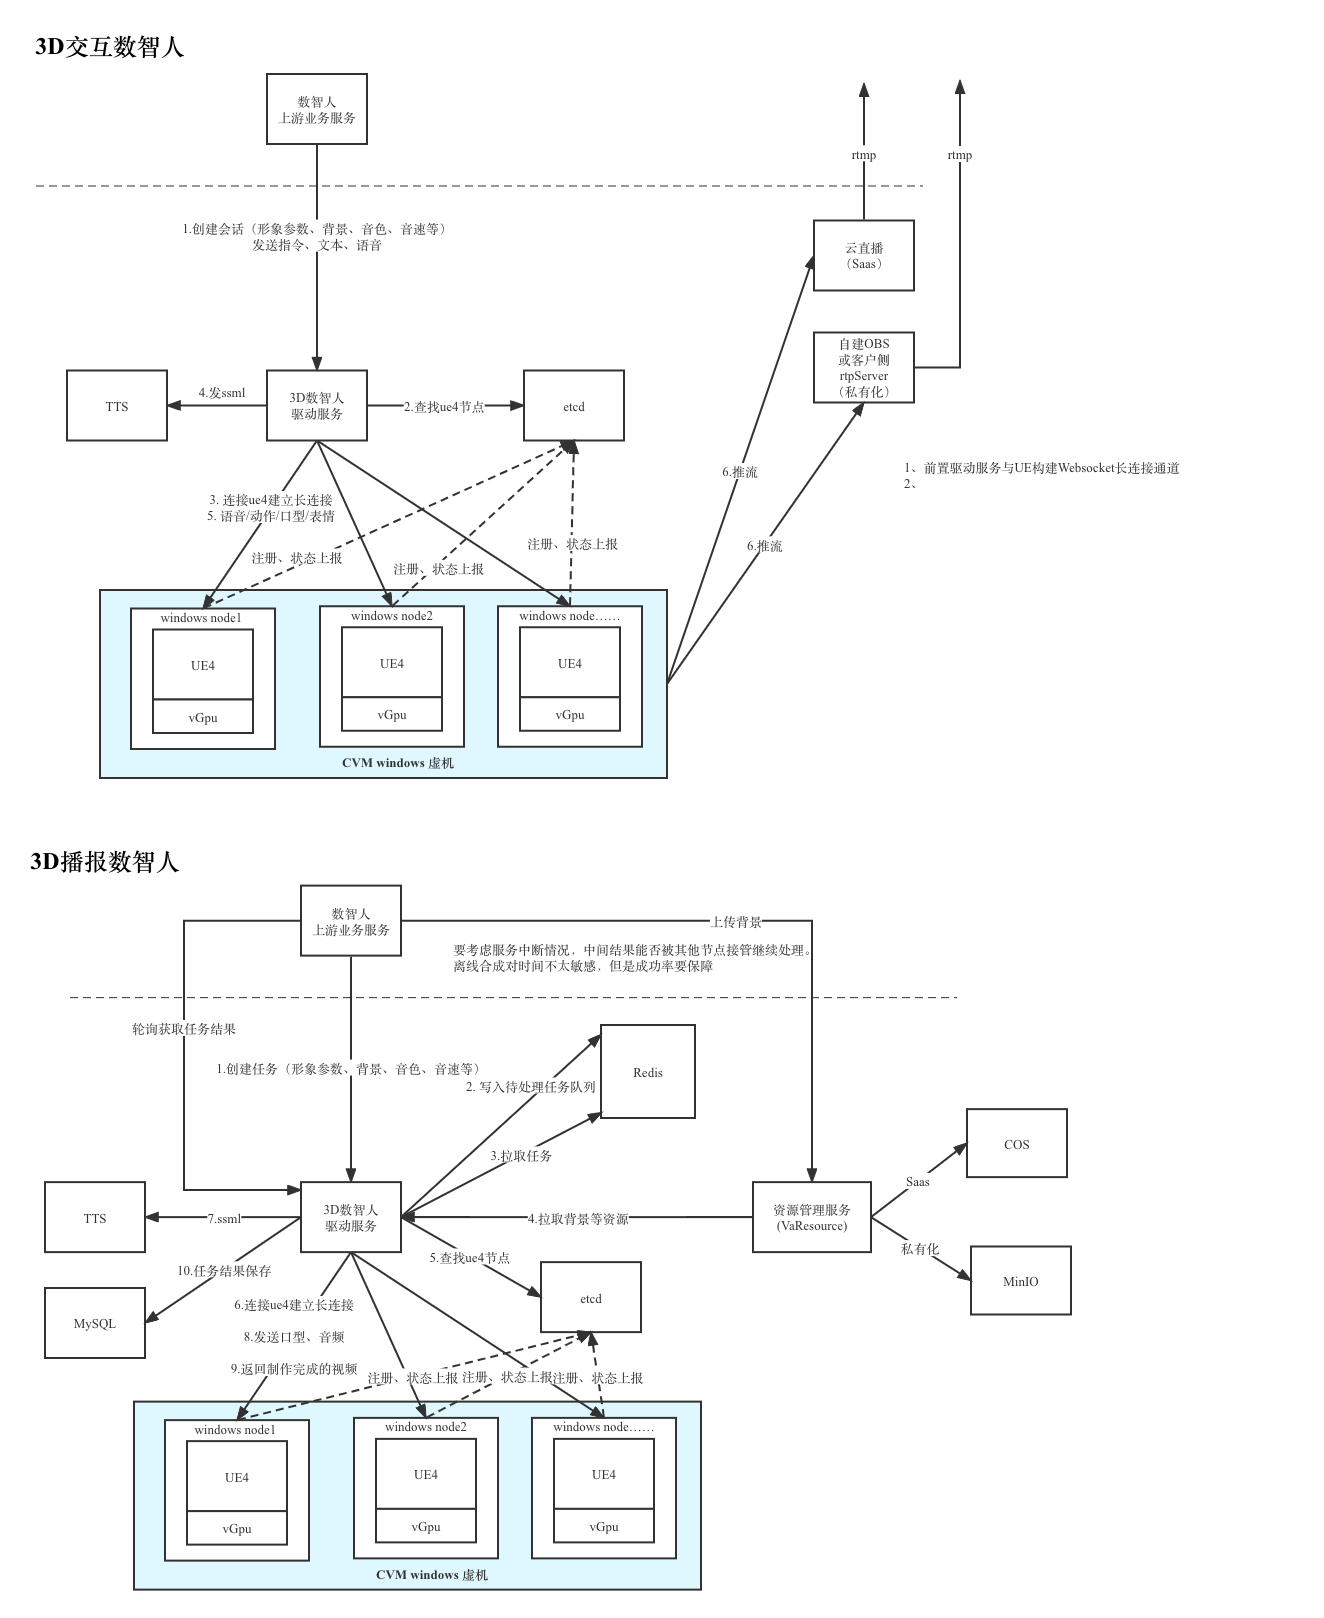 3D交互数智人
数智人
上游业务服务
rtmp
rtmp
1.创建会话（形象参数、背景、音色、音速等）
发送指令、文本、语音
云直播
（Saas）
自建OBS
或客户侧
rtpServer
（私有化）
TTS
4.发ssml
3D数智人
驱动服务
2.查找ue4节点
etcd
6.推流
1、前置驱动服务与UE构建Websocket长连接通道
2、
3. 连接ue4建立长连接
5. 语音/动作/口型/表情
6.推流
注册、状态上报
注册、状态上报
注册、状态上报
windows node1
windows node2
windows node……
UE4
UE4
UE4
vGpu
vGpu
vGpu
CVM windows 虚机
3D播报数智人
数智人
上游业务服务
上传背景
要考虑服务中断情况，中间结果能否被其他节点接管继续处理。
离线合成对时间不太敏感，但是成功率要保障
轮询获取任务结果
1.创建任务（形象参数、背景、音色、音速等）
Redis
2. 写入待处理任务队列
3.拉取任务
COS
Saas
TTS
7.ssml
3D数智人
驱动服务
4.拉取背景等资源
资源管理服务
(VaResource)
私有化
MinIO
5.查找ue4节点
10.任务结果保存
etcd
MySQL
6.连接ue4建立长连接
8.发送口型、音频
9.返回制作完成的视频
注册、状态上报
注册、状态上报
注册、状态上报
windows node1
windows node2
windows node……
UE4
UE4
UE4
vGpu
vGpu
vGpu
CVM windows 虚机